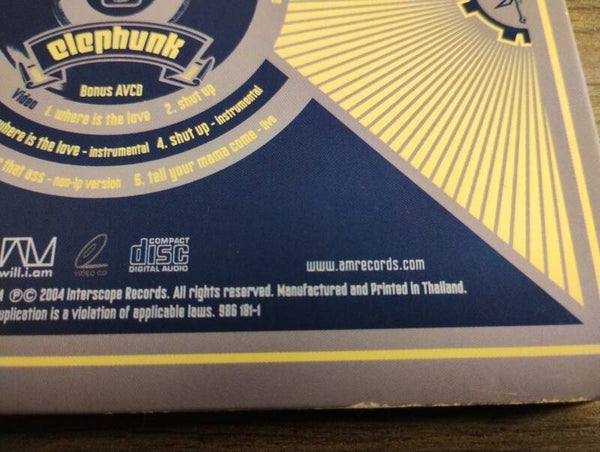 elephunk
Bonus AVCD
Video
1. where is the love 2. shut up
where is the love - instrumental 4. shut up - instrumental
that ass - non-lp version 6. tell your mama come - live
will.i.am
VIDEO CD
COMPACT
disc
DIGITAL AUDIO
www.amrecords.com
℗© 2004 Interscope Records. All rights reserved. Manufactured and Printed in Thailand.
uplication is a violation of applicable laws. 986 181-1